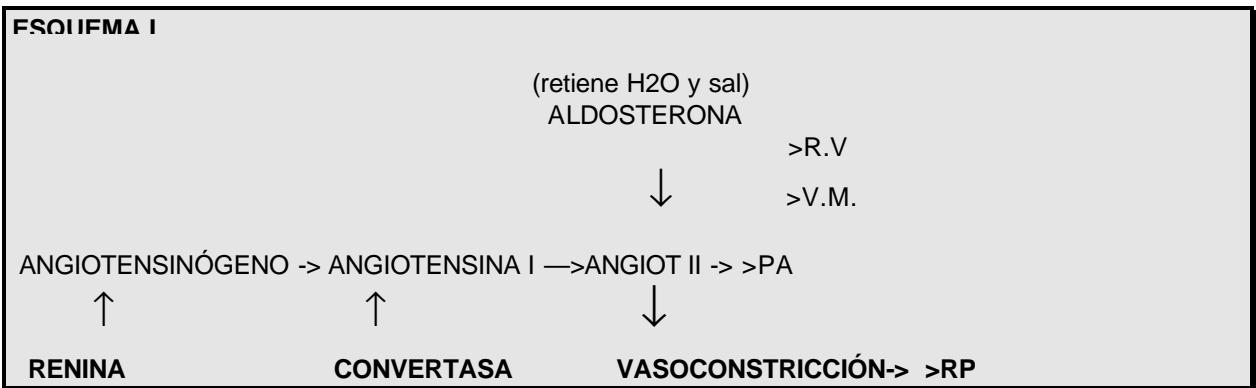 ESQUEMA I
(retiene H2O y sal)
ALDOSTERONA
>R.V
↓ >V.M.
ANGIOTENSINÓGENO -> ANGIOTENSINA I —>ANGIOT II -> >PA
↑ ↑ ↓
RENINA CONVERTASA VASOCONSTRICCIÓN-> >RP